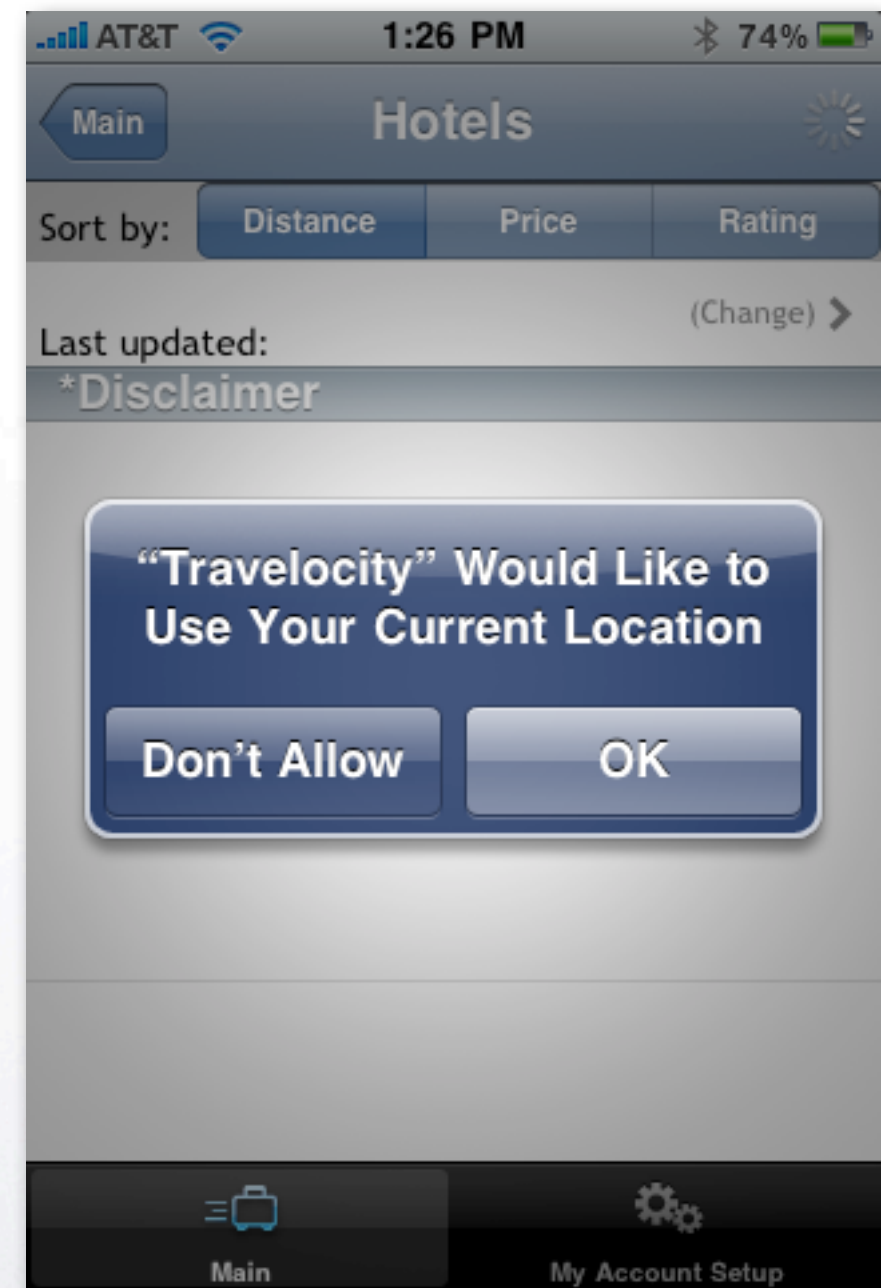 AT&T 1:26 PM 74%
Main Hotels
Sort by: Distance Price Rating
(Change)
Last updated:
*Disclaimer
“Travelocity” Would Like to
Use Your Current Location
Don’t Allow OK
Main My Account Setup